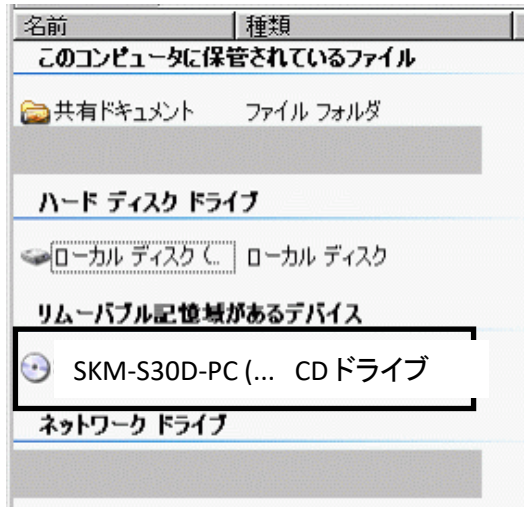 名前 種類
このコンピュータに保管されているファイル
共有ドキュメント ファイル フォルダ
ハード ディスク ドライブ
ローカル ディスク (... ローカル ディスク
リムーバブル記憶域があるデバイス
SKM-S30D-PC (... CD ドライブ
ネットワーク ドライブ